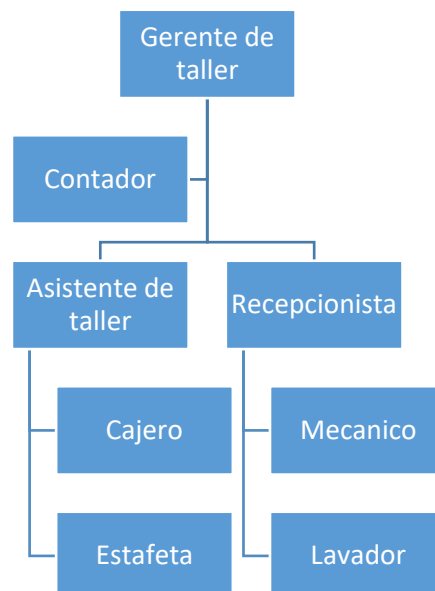 Gerente de
taller
Contador
Asistente de
taller
Recepcionista
Cajero
Mecanico
Estafeta
Lavador